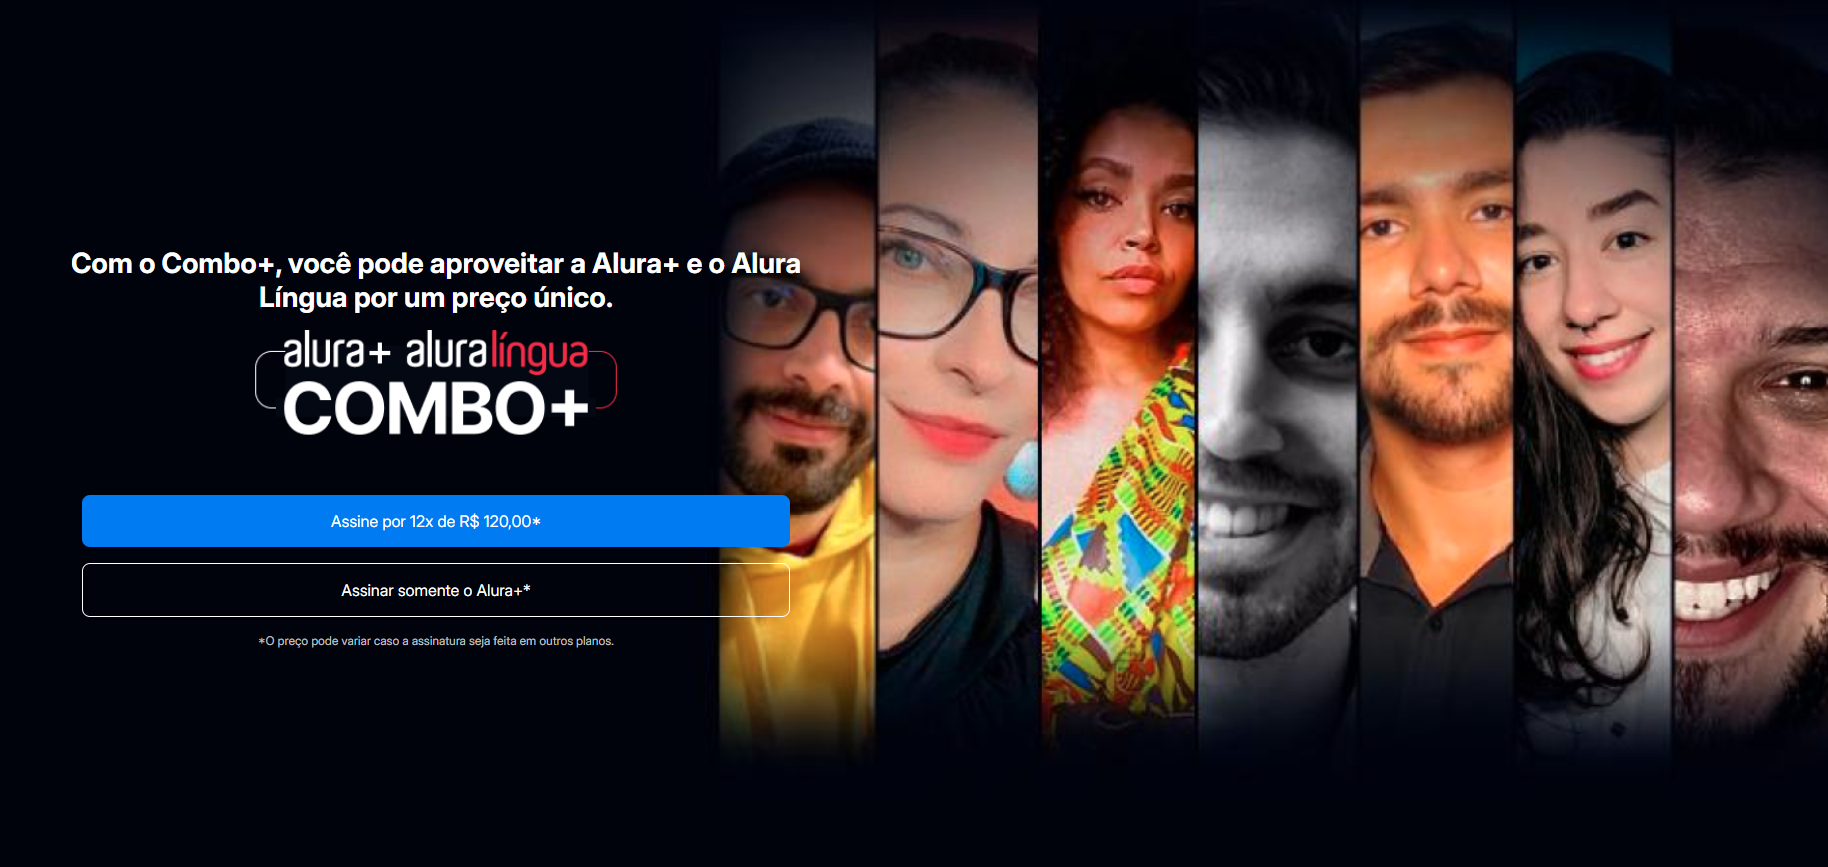 Com o Combo+, você pode aproveitar a Alura+ e o Alura
Língua por um preço único.
alura+ aluralíngua
COMBO+
Assine por 12x de R$ 120,00*
Assinar somente o Alura+*
*O preço pode variar caso a assinatura seja feita em outros planos.